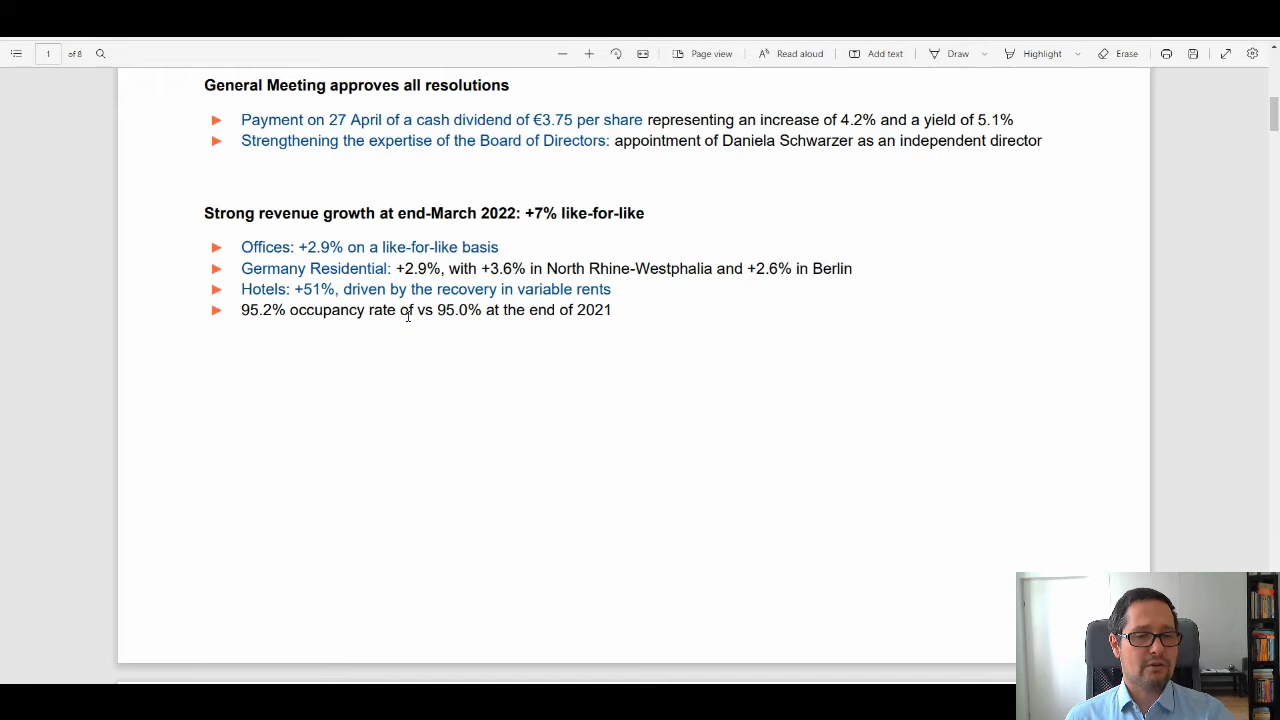 1 of 8 Page view Read aloud Add text Draw Highlight Erase
General Meeting approves all resolutions
Payment on 27 April of a cash dividend of €3.75 per share representing an increase of 4.2% and a yield of 5.1%
Strengthening the expertise of the Board of Directors: appointment of Daniela Schwarzer as an independent director
Strong revenue growth at end-March 2022: +7% like-for-like
Offices: +2.9% on a like-for-like basis
Germany Residential: +2.9%, with +3.6% in North Rhine-Westphalia and +2.6% in Berlin
Hotels: +51%, driven by the recovery in variable rents
95.2% occupancy rate of vs 95.0% at the end of 2021